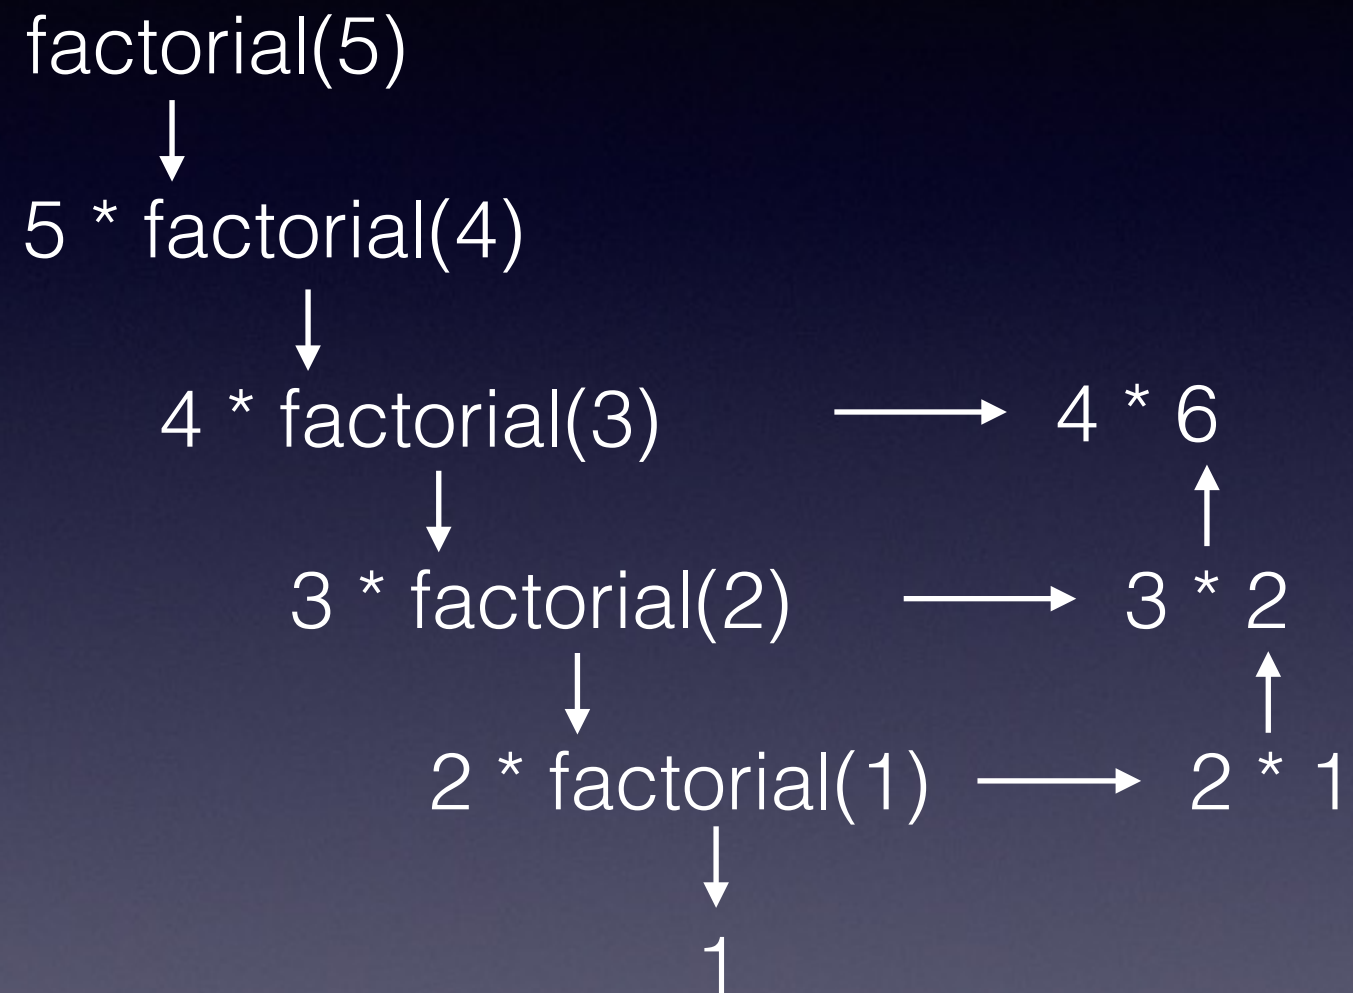 factorial(5)
5 * factorial(4)
4 * factorial(3) 4 * 6
3 * factorial(2) 3 * 2
2 * factorial(1) 2 * 1
1